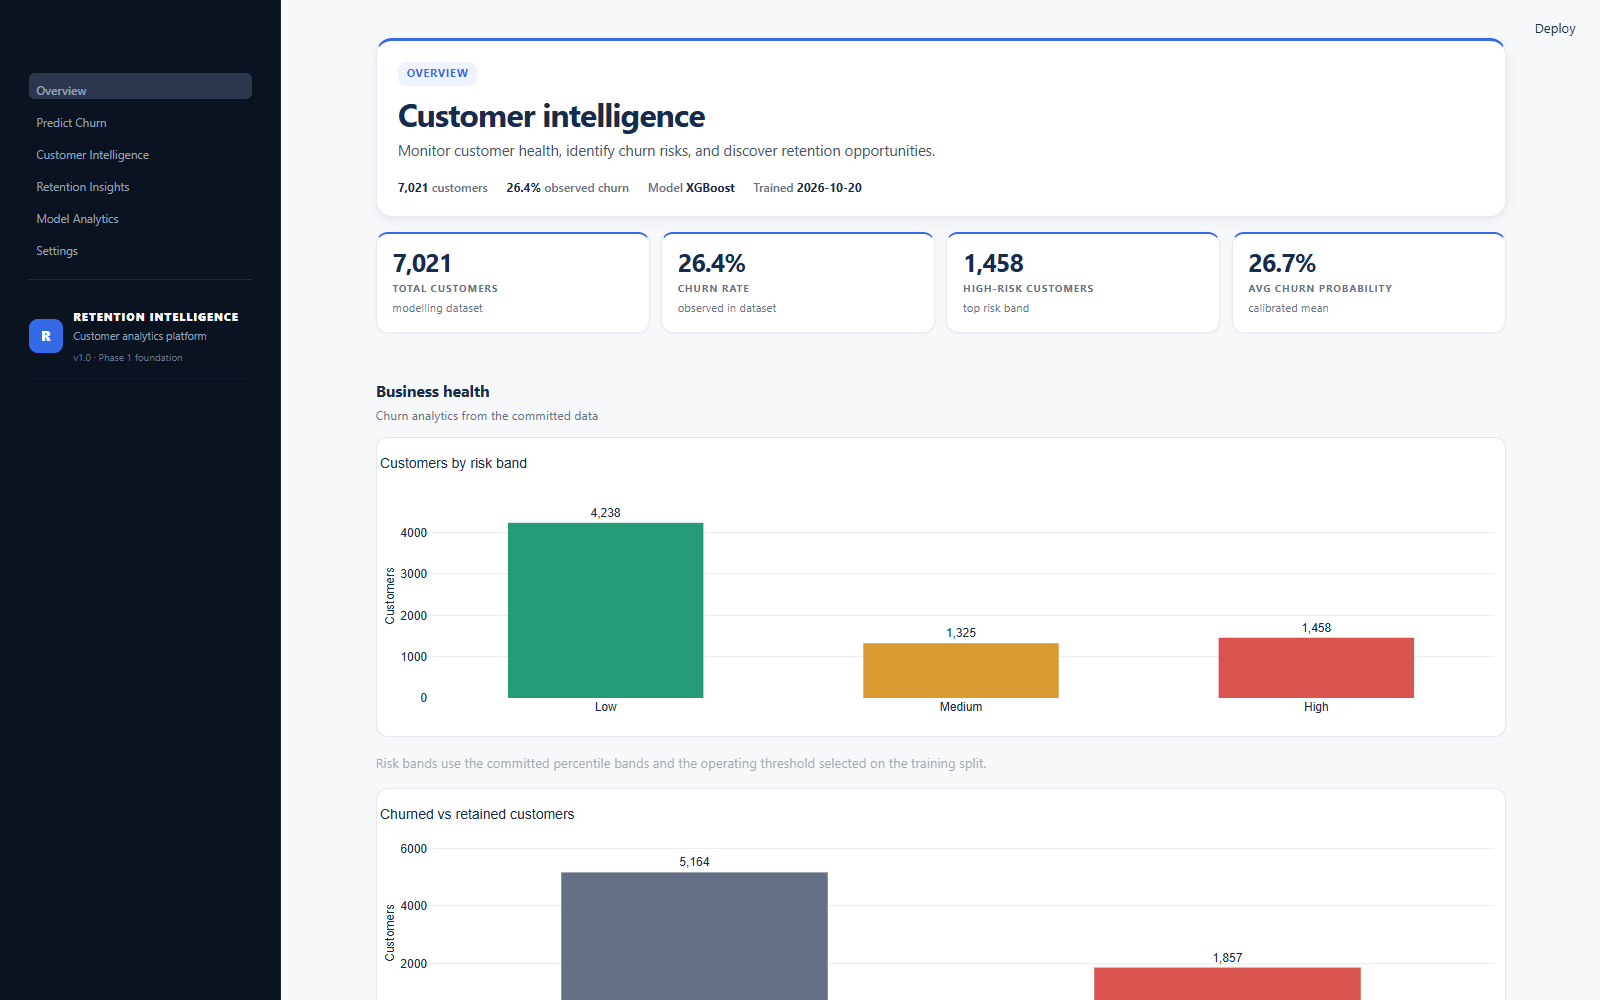 Deploy
Overview
Predict Churn
Customer Intelligence
Retention Insights
Model Analytics
Settings
R
RETENTION INTELLIGENCE
Customer analytics platform
v1.0 · Phase 1 foundation
OVERVIEW
Customer intelligence
Monitor customer health, identify churn risks, and discover retention opportunities.
7,021 customers 26.4% observed churn Model XGBoost Trained 2026-10-20
7,021
TOTAL CUSTOMERS
modelling dataset
26.4%
CHURN RATE
observed in dataset
1,458
HIGH-RISK CUSTOMERS
top risk band
26.7%
AVG CHURN PROBABILITY
calibrated mean
Business health
Churn analytics from the committed data
Customers by risk band
4,238
1,325
1,458
4000
3000
2000
1000
0
Customers
Low
Medium
High
Risk bands use the committed percentile bands and the operating threshold selected on the training split.
Churned vs retained customers
6000
4000
2000
Customers
5,164
1,857